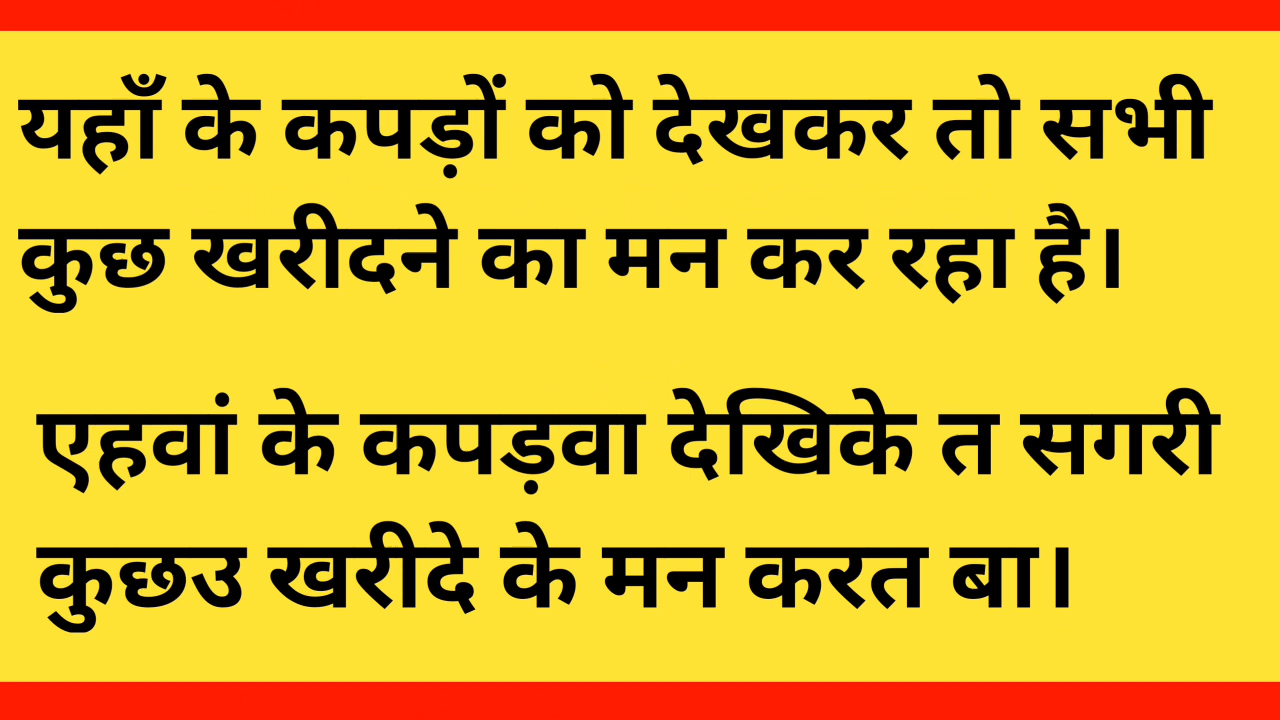 यहाँ के कपड़ों को देखकर तो सभी
कुछ खरीदने का मन कर रहा है।
एहवां के कपड़वा देखिके त सगरी
कुछउ खरीदे के मन करत बा।